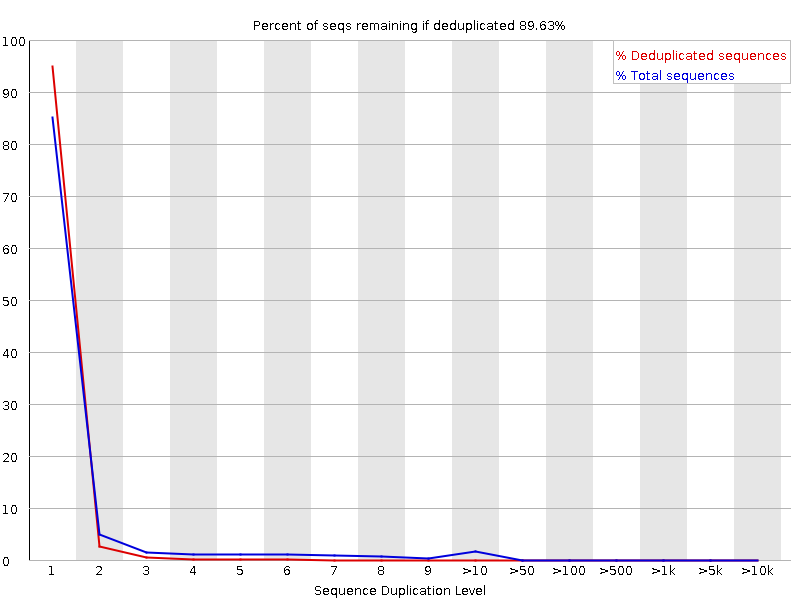 Percent of seqs remaining if deduplicated 89.63%
% Deduplicated sequences
% Total sequences
100
90
80
70
60
50
40
30
20
10
0
1 2 3 4 5 6 7 8 9 >10 >50 >100 >500 >1k >5k >10k
Sequence Duplication Level